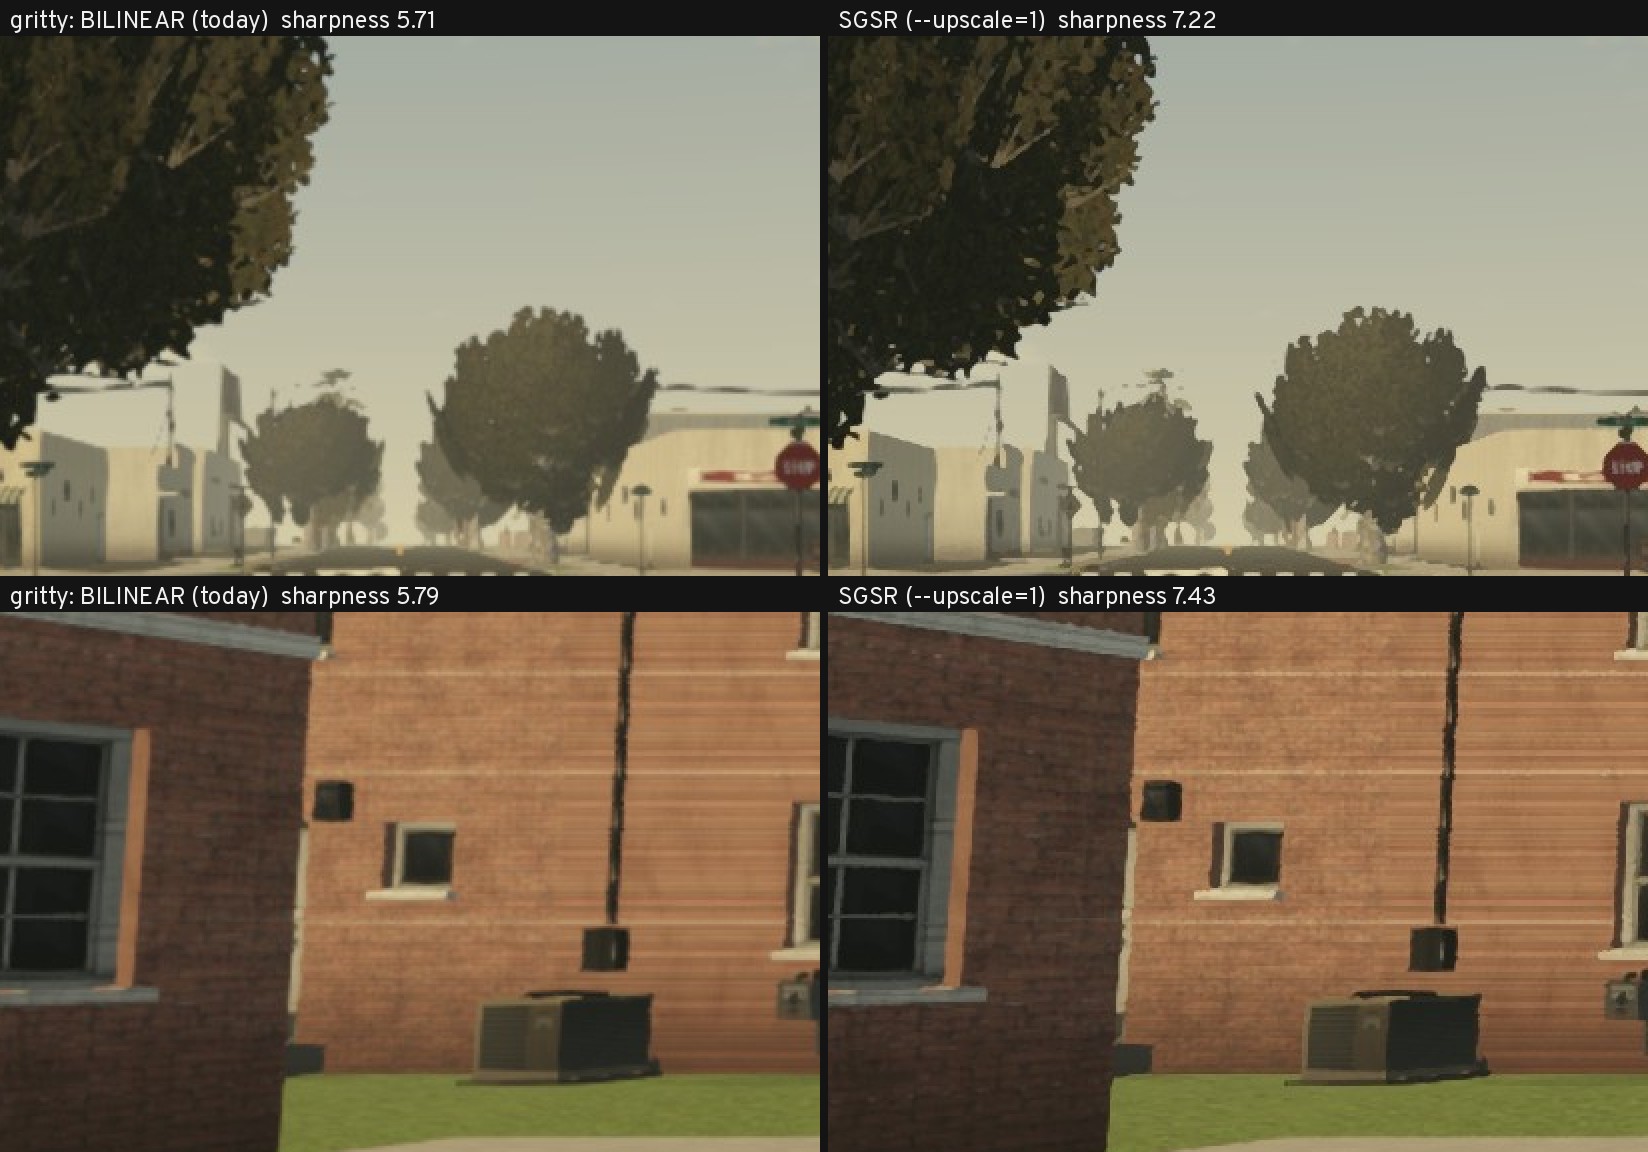 gritty: BILINEAR (today)  sharpness 5.71
SGSR (--upscale=1)  sharpness 7.22
STOP
STOP
gritty: BILINEAR (today)  sharpness 5.79
SGSR (--upscale=1)  sharpness 7.43